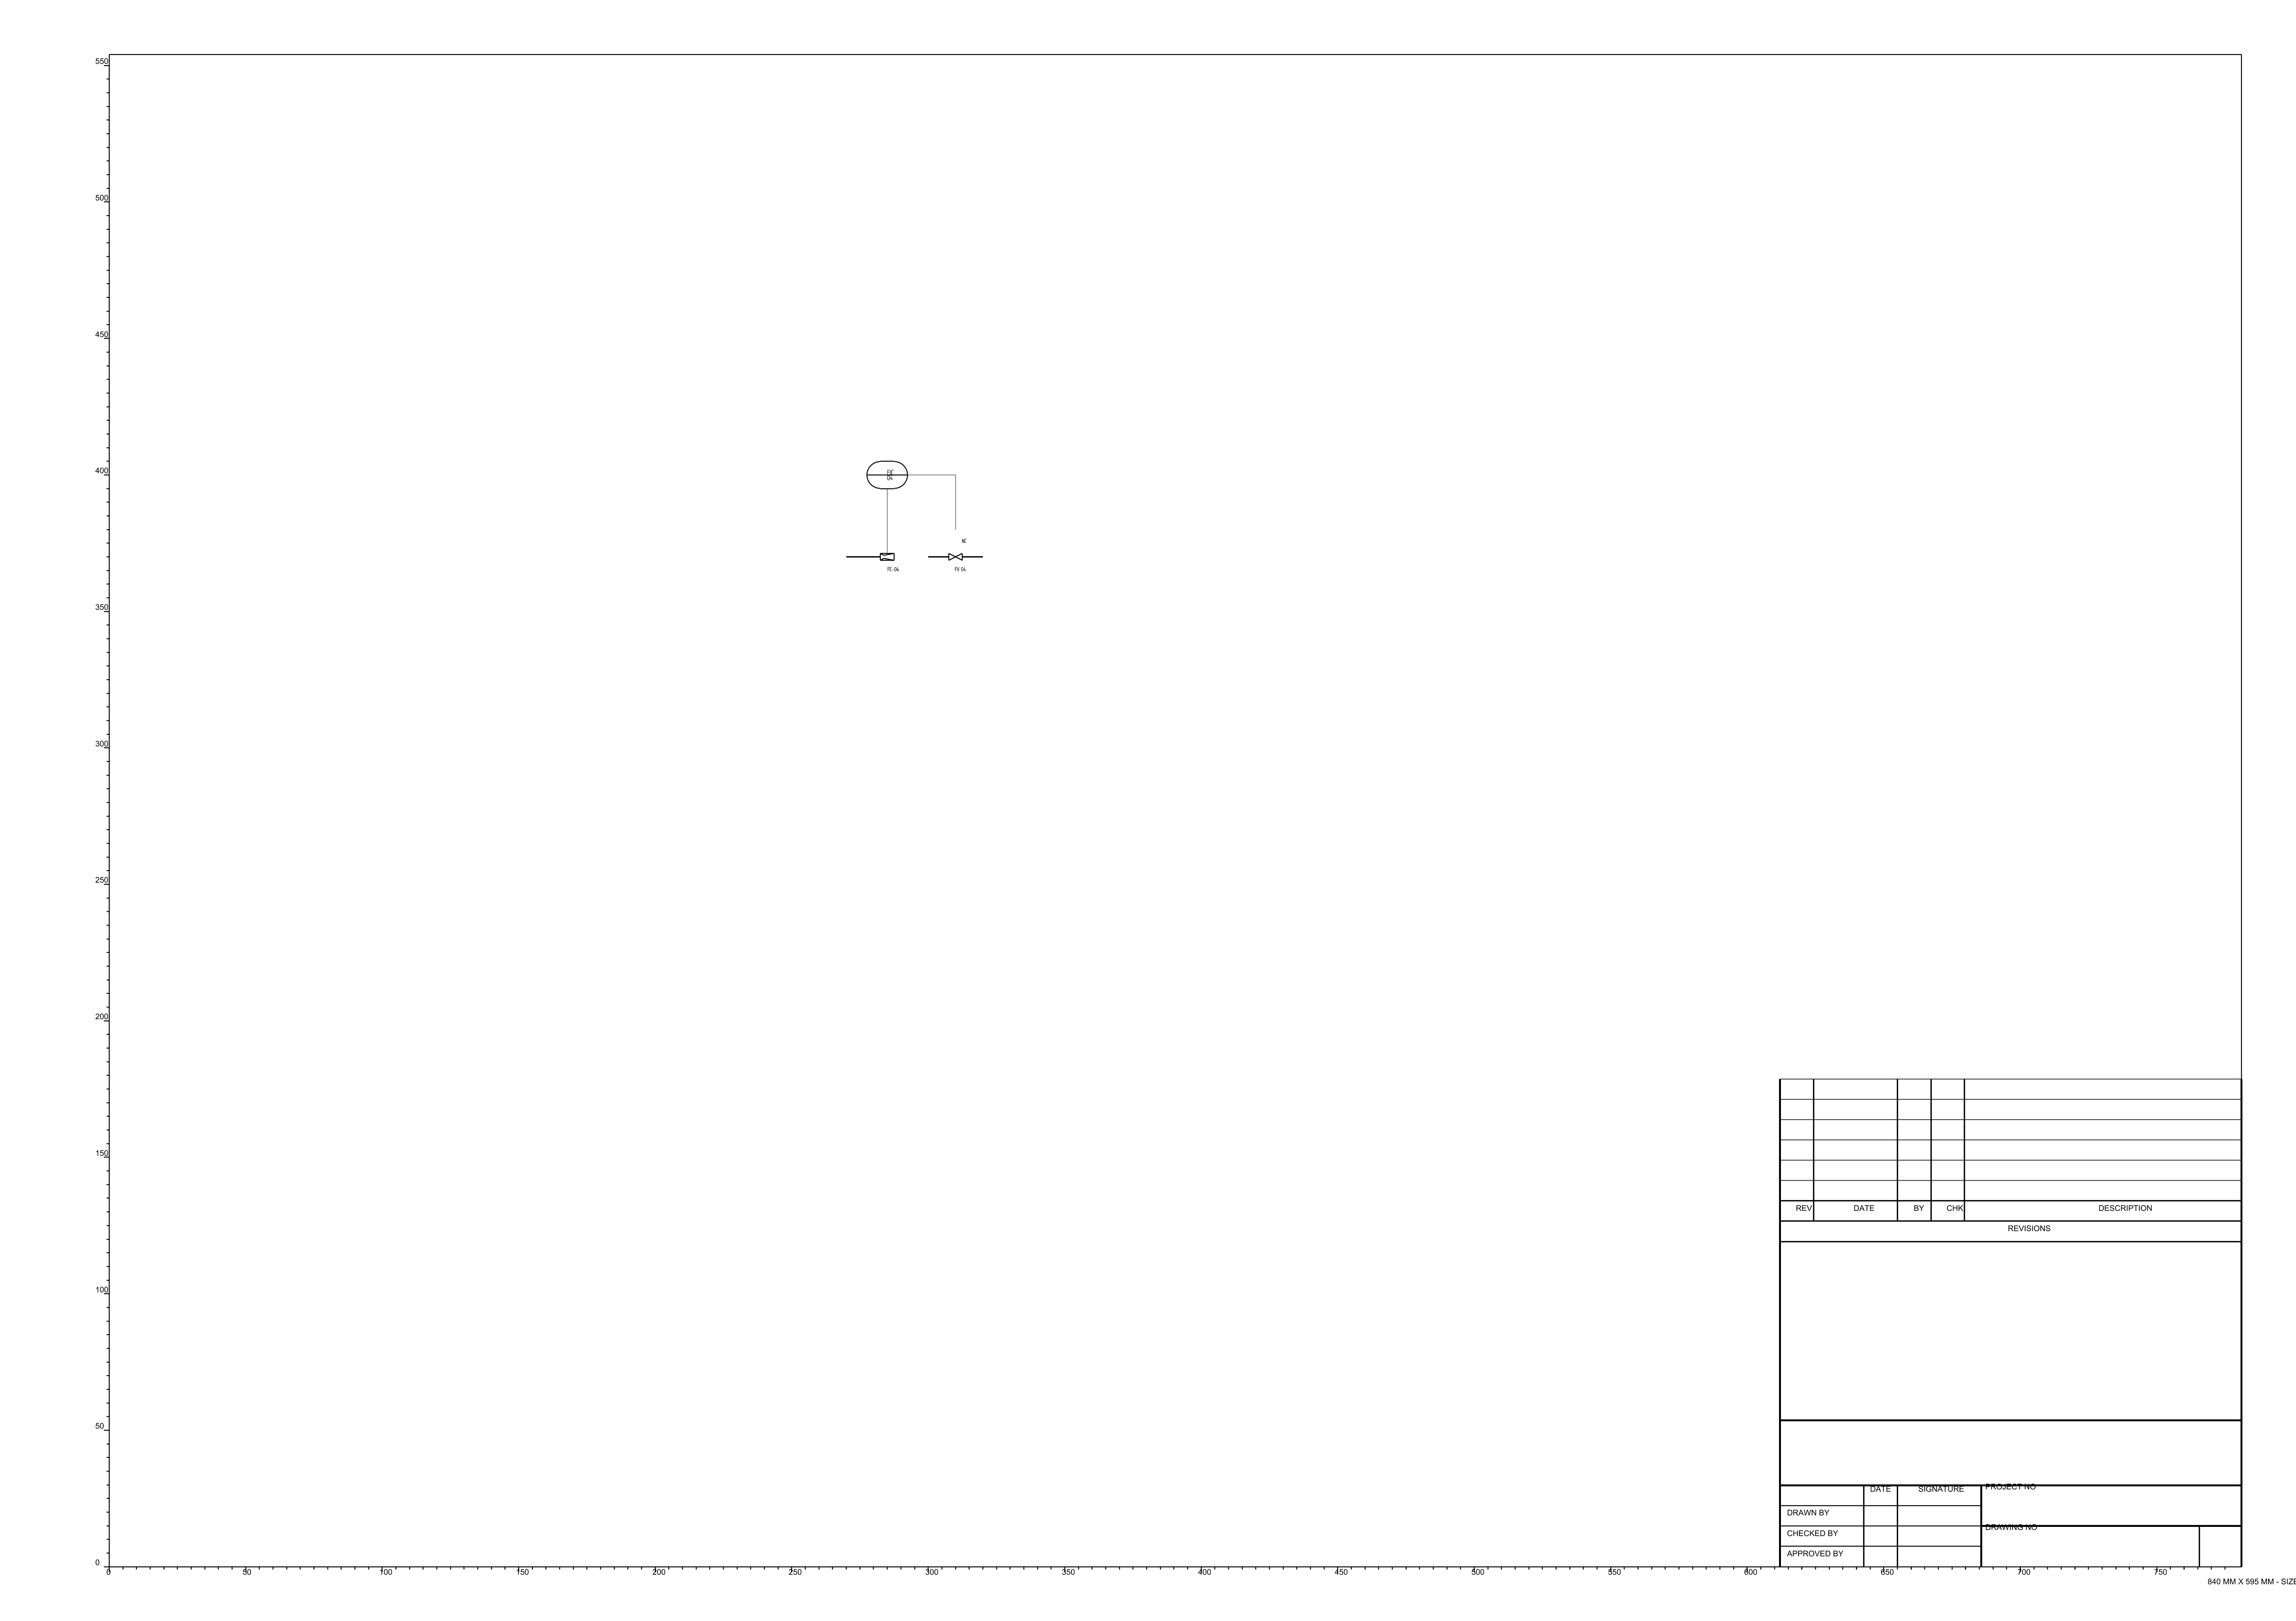 550
500
450
400
350
300
250
200
150
100
50
0
FIC
04
NC
FE-04
FV 04
REV
DATE
BY
CHK
DESCRIPTION
REVISIONS
DATE
SIGNATURE
PROJECT NO
DRAWN BY
DRAWING NO
CHECKED BY
APPROVED BY
0
50
100
150
200
250
300
350
400
450
500
550
600
650
700
750
840 MM X 595 MM - SIZE